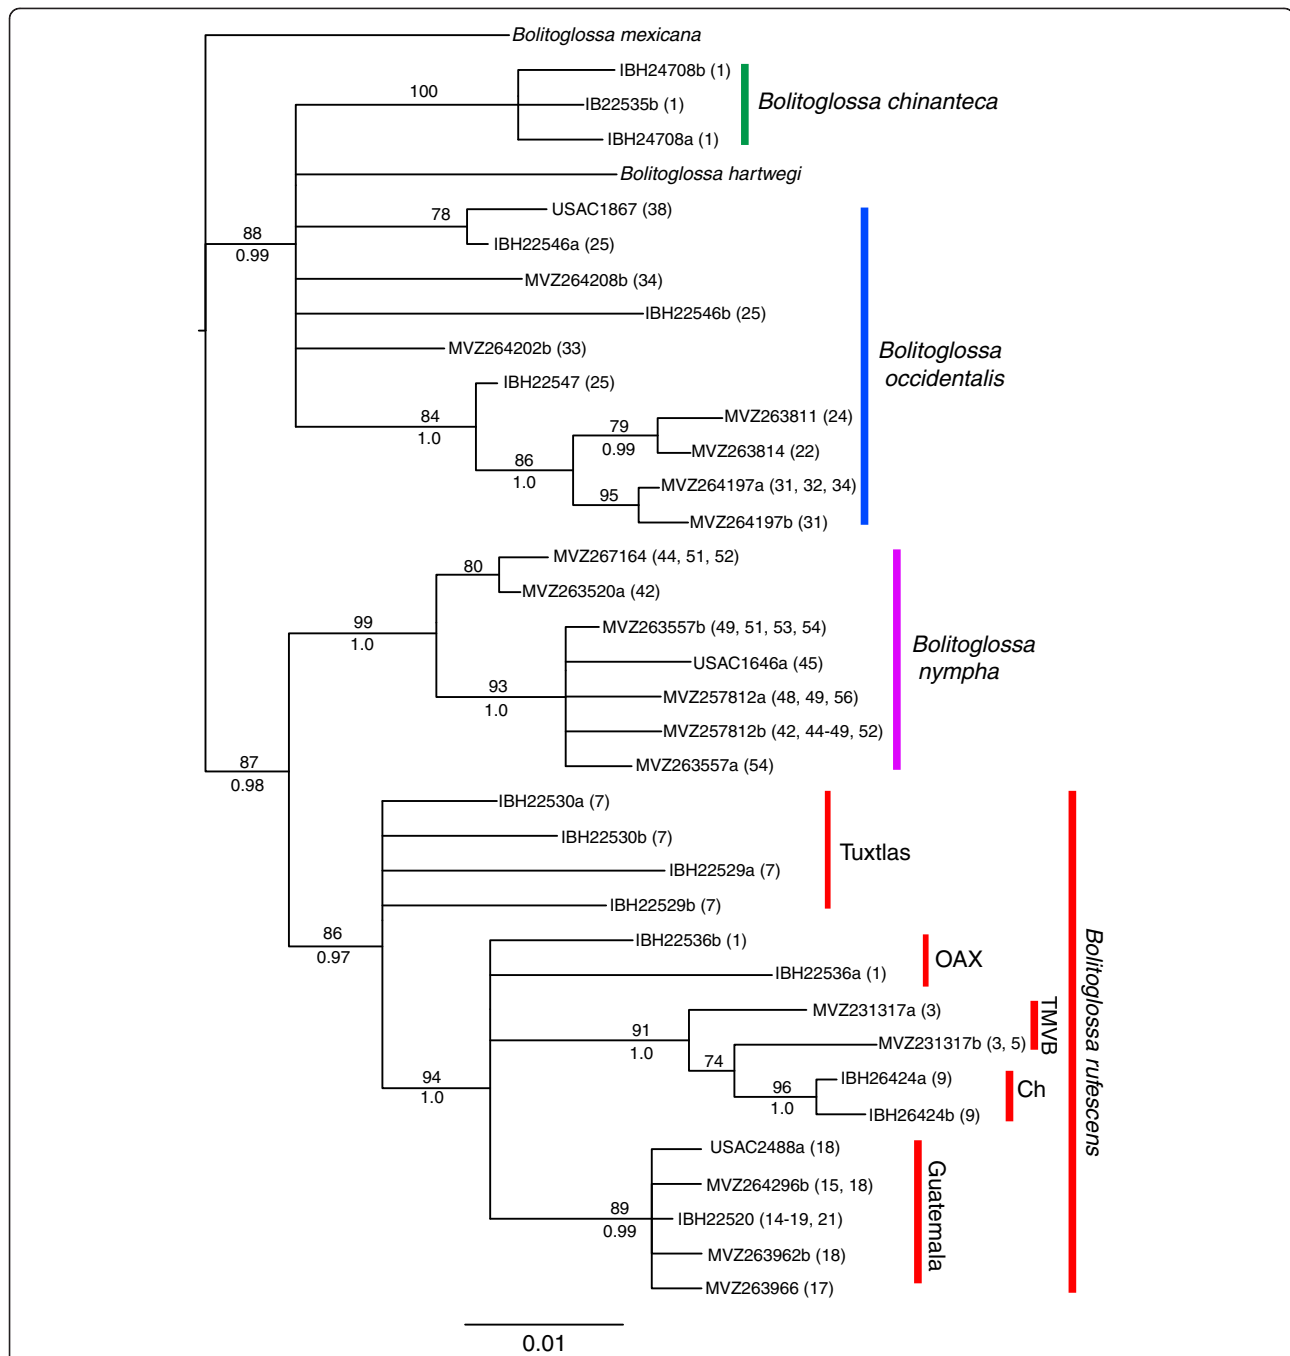 Bolitoglossa mexicana
IBH24708b (1)
100
IB22535b (1)
Bolitoglossa chinanteca
IBH24708a (1)
Bolitoglossa hartwegi
USAC1867 (38)
78
IBH22546a (25)
88
0.99
MVZ264208b (34)
IBH22546b (25)
MVZ264202b (33)
Bolitoglossa
occidentalis
IBH22547 (25)
84
1.0
MVZ263811 (24)
79
0.99
MVZ263814 (22)
86
1.0
MVZ264197a (31, 32, 34)
95
MVZ264197b (31)
MVZ267164 (44, 51, 52)
80
MVZ263520a (42)
99
1.0
MVZ263557b (49, 51, 53, 54)
Bolitoglossa
nympha
USAC1646a (45)
93
1.0
MVZ257812a (48, 49, 56)
MVZ257812b (42, 44-49, 52)
MVZ263557a (54)
87
0.98
IBH22530a (7)
IBH22530b (7)
Tuxtlas
IBH22529a (7)
IBH22529b (7)
86
0.97
IBH22536b (1)
OAX
IBH22536a (1)
MVZ231317a (3)
TMVB
91
1.0
MVZ231317b (3, 5)
74
IBH26424a (9)
Ch
96
1.0
IBH26424b (9)
94
1.0
Bolitoglossa rufescens
USAC2488a (18)
MVZ264296b (15, 18)
Guatemala
89
0.99
IBH22520 (14-19, 21)
MVZ263962b (18)
MVZ263966 (17)
0.01